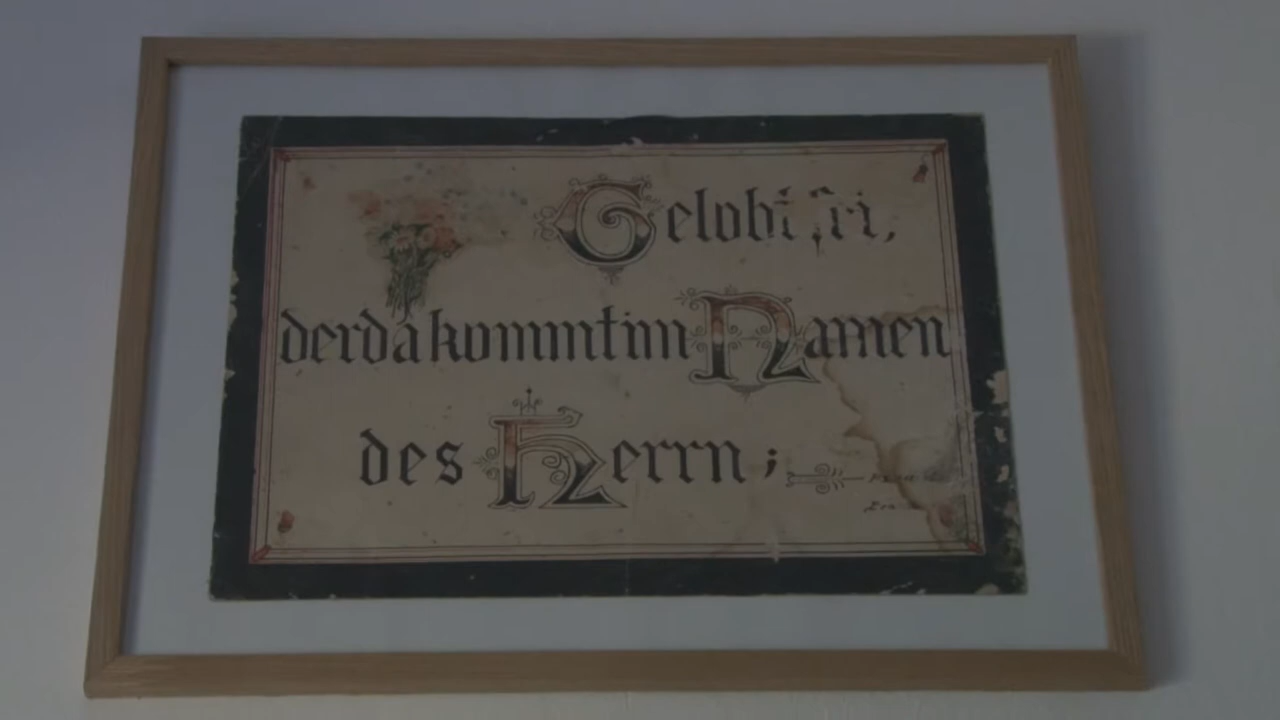 Gelobt sei,
der da kommt im Namen
des Herrn;